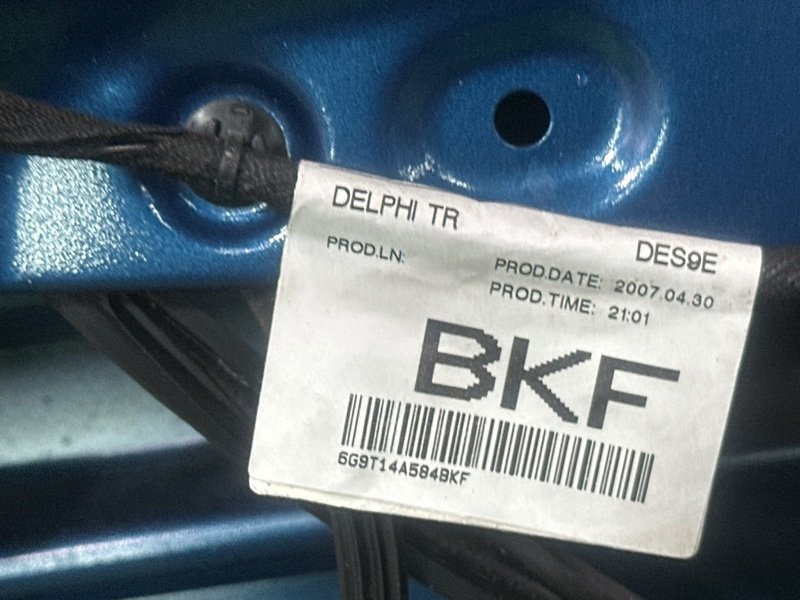 DELPHI TR
DES9E
PROD.LN:
PROD.DATE: 2007.04.30
PROD.TIME: 21:01
BKF
6G9T14A584BKF